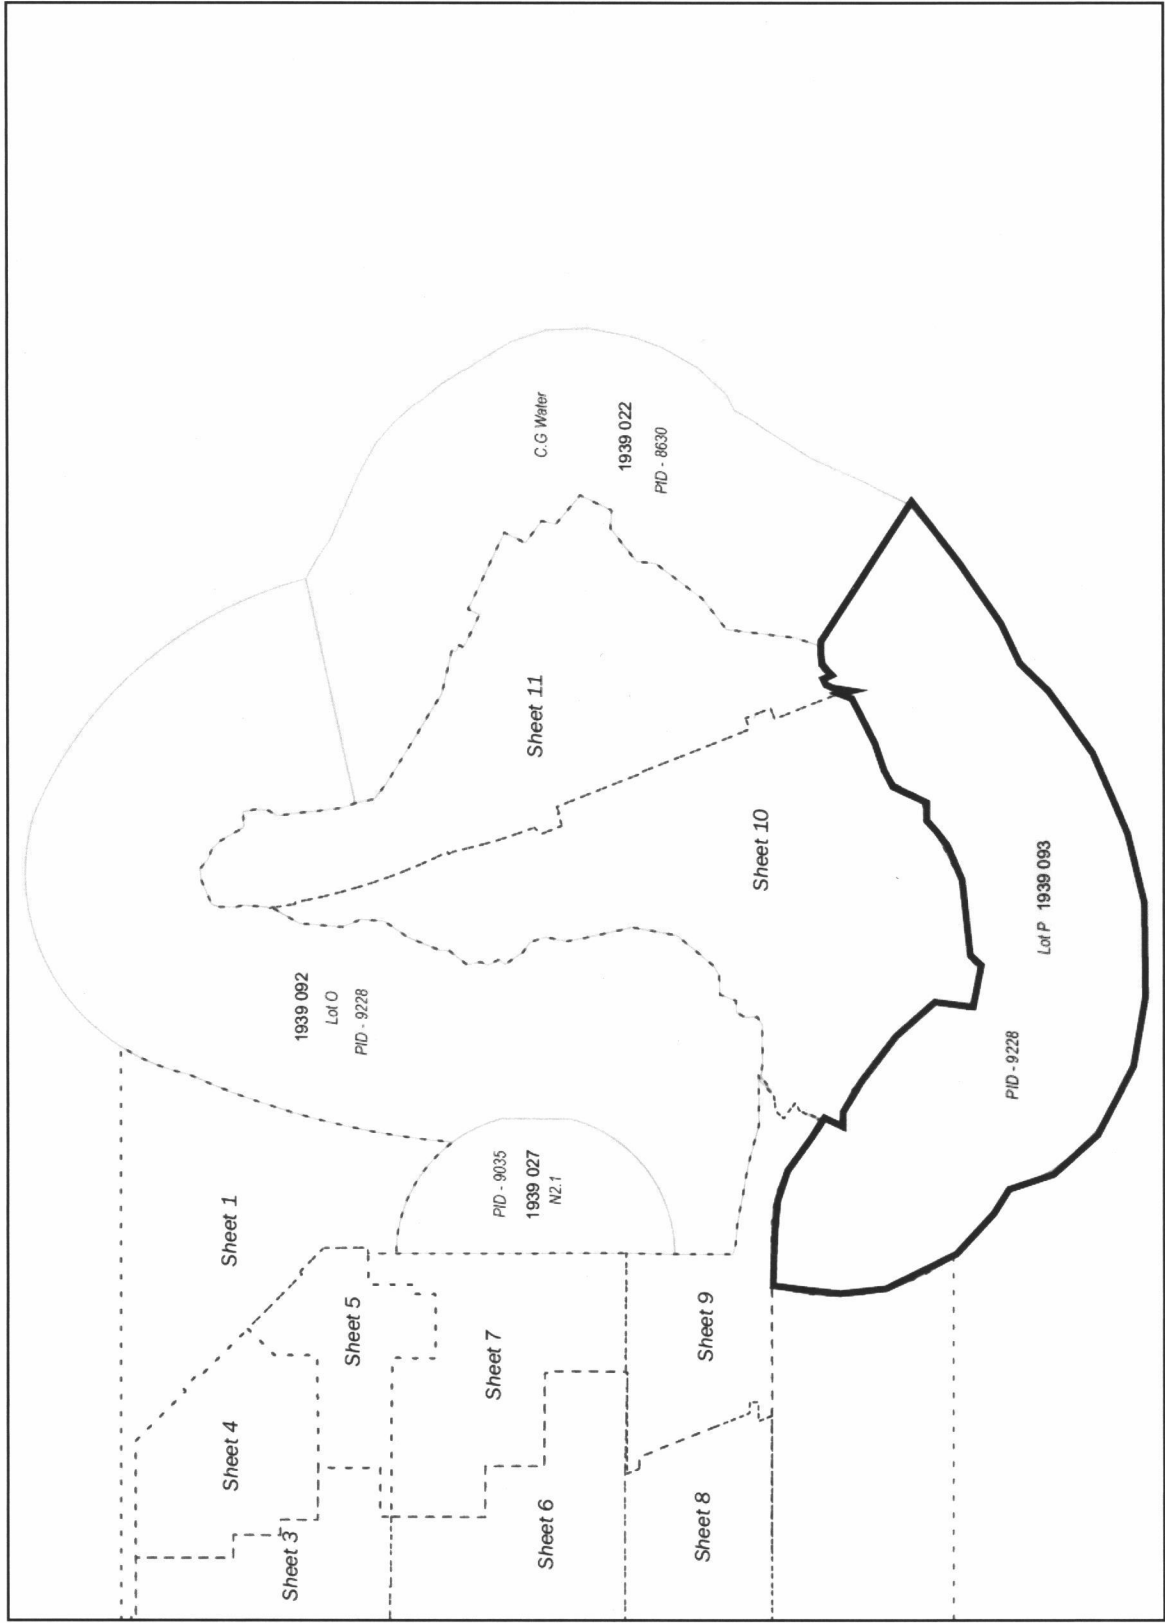 C.G Water
1939 022
PID - 8630
Sheet 11
Sheet 10
1939 092
Lot O
PID - 9228
Lot P 1939 093
PID - 9228
PID - 9035
1939 027
N2.1
Sheet 1
Sheet 5
Sheet 7
Sheet 9
Sheet 4
Sheet 3
Sheet 6
Sheet 8